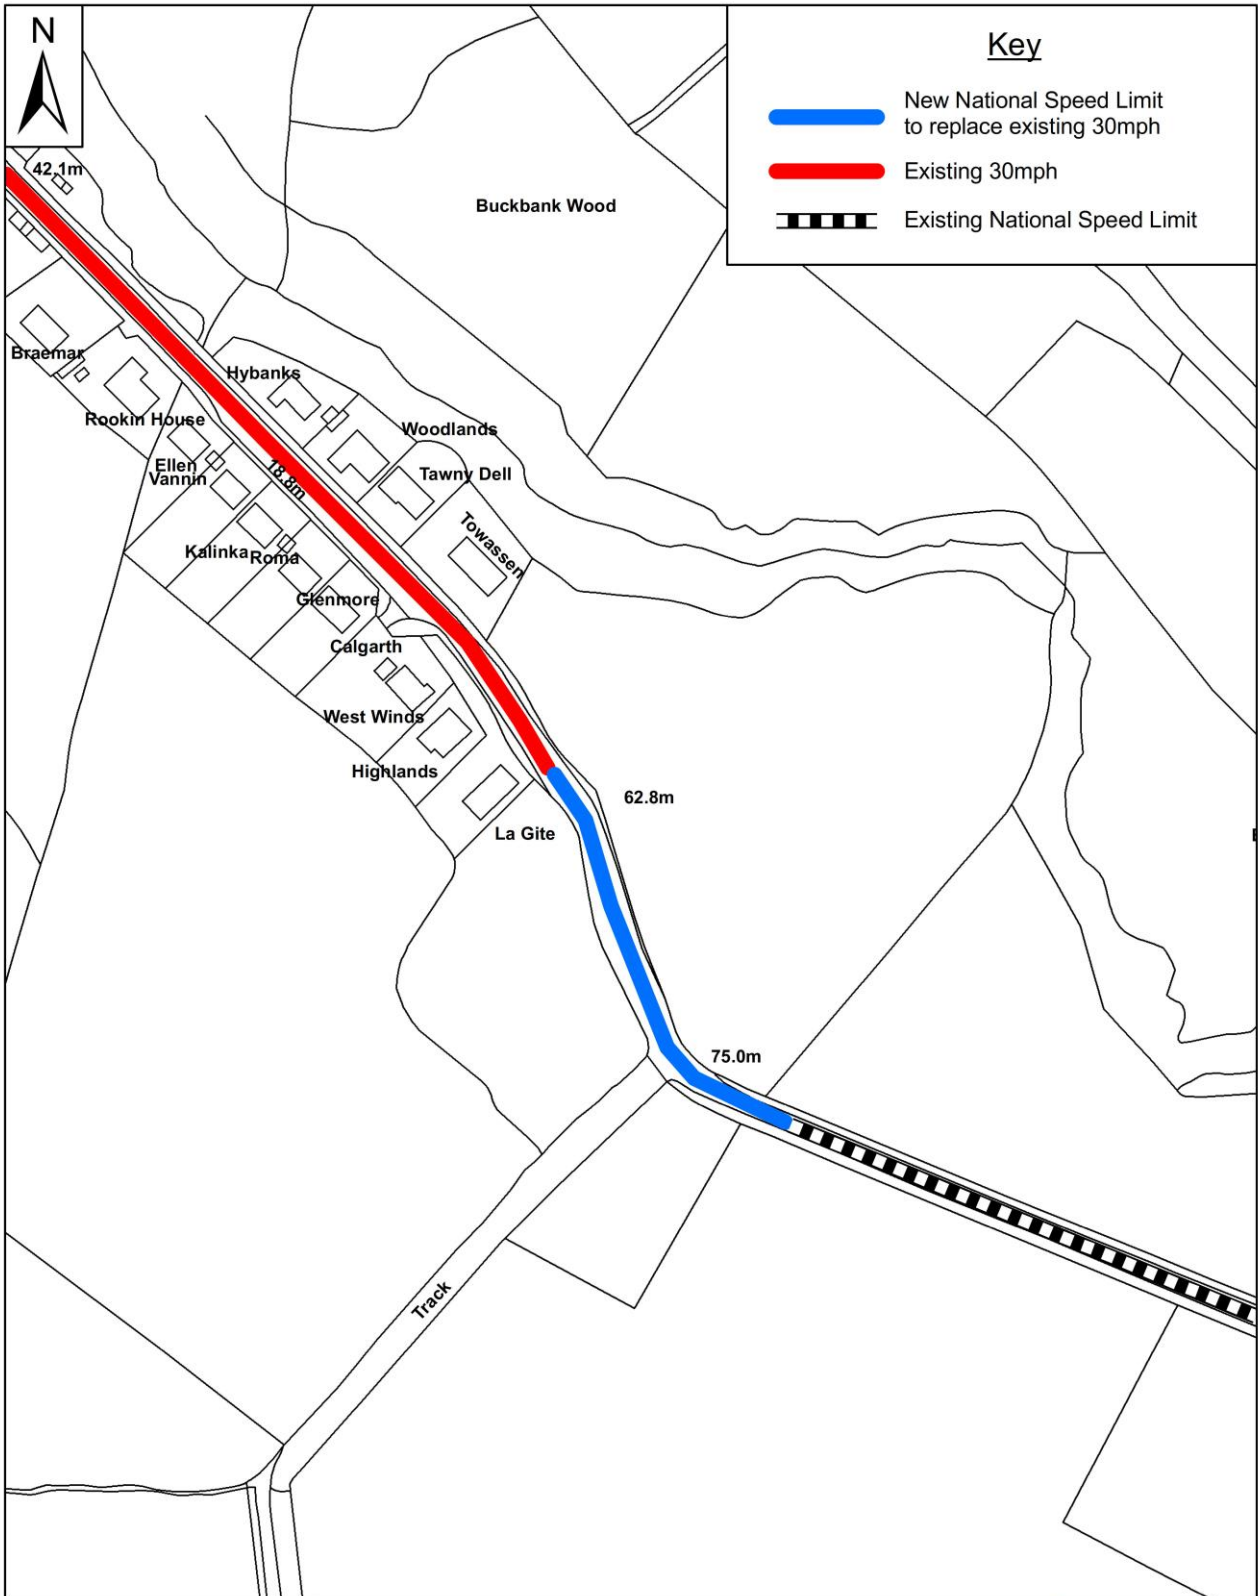 N
Key
New National Speed Limit
to replace existing 30mph
Existing 30mph
Existing National Speed Limit
42.1m
Buckbank Wood
Braemar
Hybanks
Rookin House
Woodlands
Ellen
Vannin
18.8m
Tawny Dell
Towassen
Kalinka
Roma
Glenmore
Calgarth
West Winds
Highlands
62.8m
La Gite
75.0m
Track